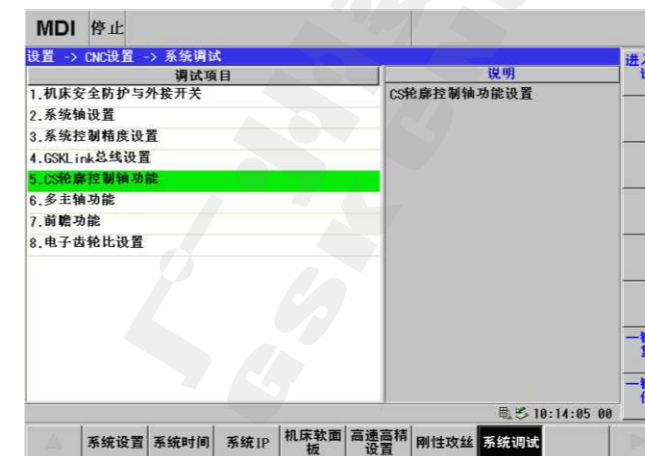 MDI 停止
设置 -> CNC设置 -> 系统调试
调试项目 说明
1.机床安全防护与外接开关 CS轮廓控制轴功能设置
2.系统轴设置
3.系统控制精度设置
4.GSKLink总线设置
5.CS轮廓控制轴功能
6.多主轴功能
7.前瞻功能
8.电子齿轮比设置
10:14:05 00
系统设置 系统时间 系统IP 机床软面板 高速高精设置 刚性攻丝 系统调试